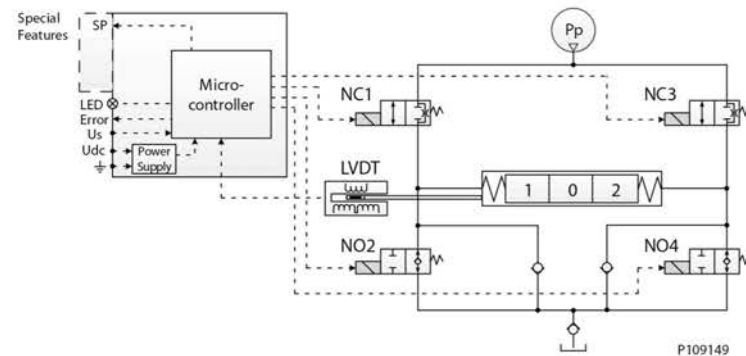 Special
Features
SP
Micro-
controller
LED
Error
Us
Udc
Power
Supply
Pp
NC1
NC3
LVDT
1 0 2
NO2
NO4
P109149